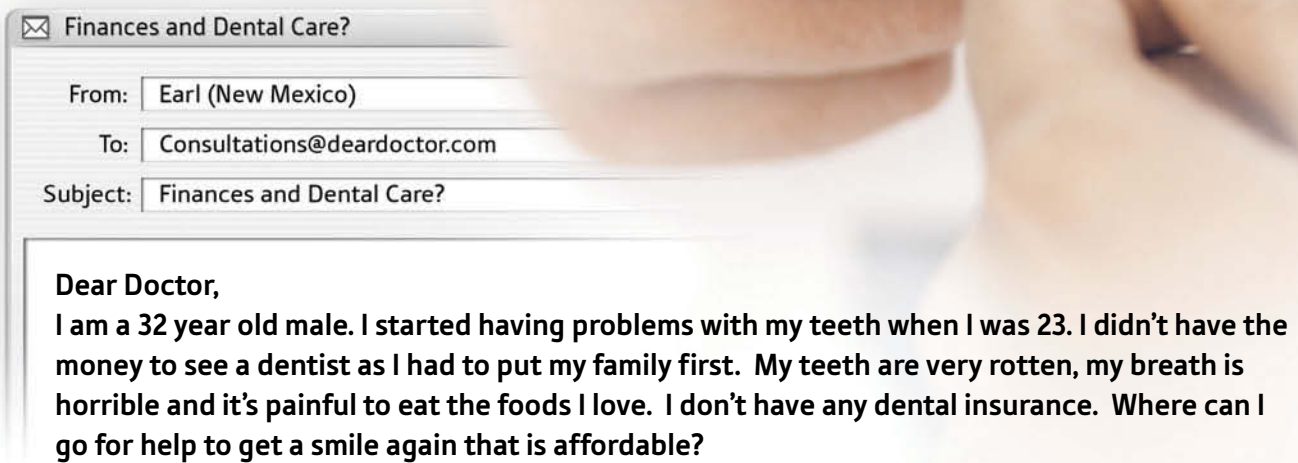 Finances and Dental Care?
From: Earl (New Mexico)
To: Consultations@deardoctor.com
Subject: Finances and Dental Care?
Dear Doctor,
I am a 32 year old male. I started having problems with my teeth when I was 23. I didn’t have the
money to see a dentist as I had to put my family first.  My teeth are very rotten, my breath is
horrible and it’s painful to eat the foods I love.  I don’t have any dental insurance.  Where can I
go for help to get a smile again that is affordable?